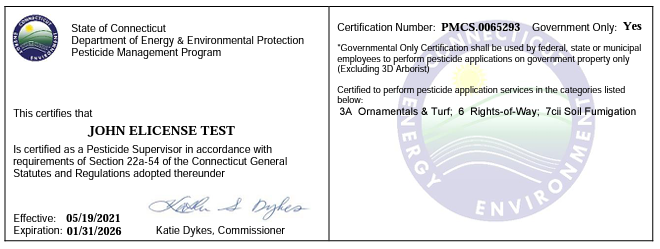 State of Connecticut
Department of Energy & Environmental Protection
Pesticide Management Program
This certifies that
JOHN ELICENSE TEST
Is certified as a Pesticide Supervisor in accordance with
requirements of Section 22a-54 of the Connecticut General
Statutes and Regulations adopted thereunder
Effective: 05/19/2021
Expiration: 01/31/2026
Katie S Dykes
Katie Dykes, Commissioner
Certification Number: PMCS.0065293 Government Only: Yes
*Governmental Only Certification shall be used by federal, state or municipal
employees to perform pesticide applications on government property only
(Excluding 3D Arborist)
Certified to perform pesticide application services in the categories listed
below:
3A Ornamentals & Turf; 6 Rights-of-Way; 7cii Soil Fumigation
CONNECTICUT
ENERGY
ENVIRONMENT